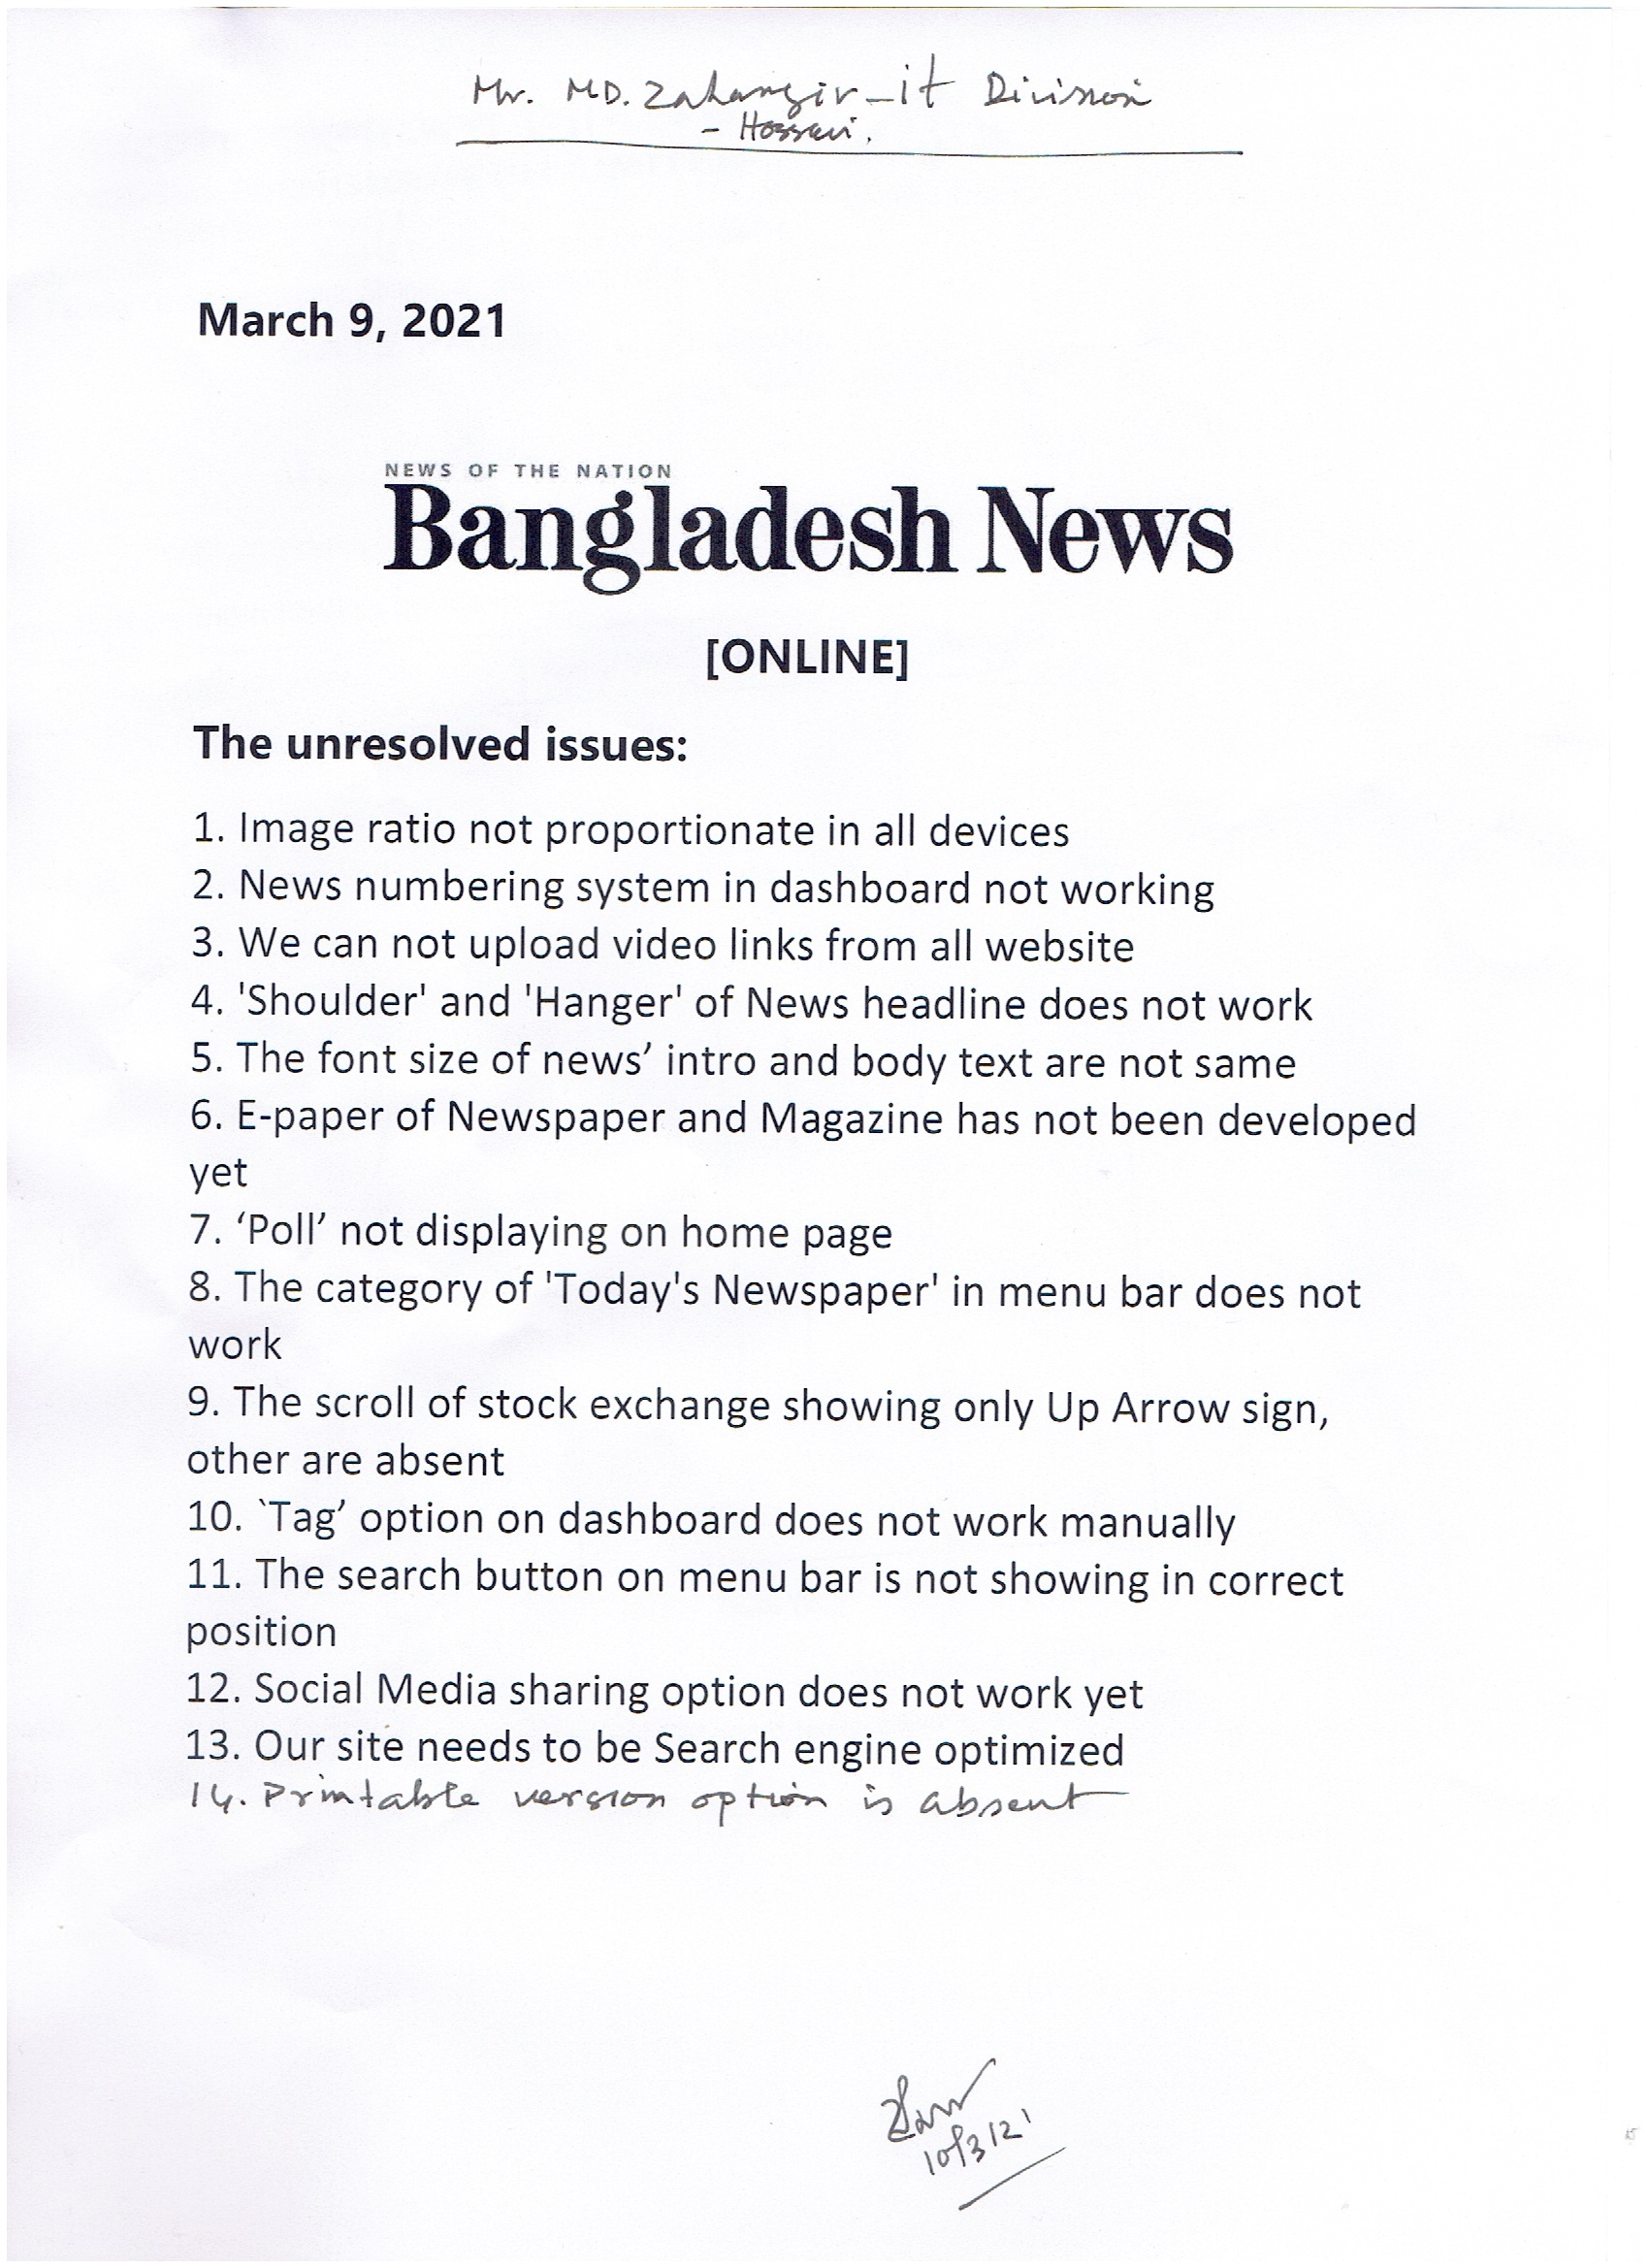 Mr. MD. Zahangir - it Division
- Hossain.
March 9, 2021
NEWS OF THE NATION
Bangladesh News
[ONLINE]
The unresolved issues:
1. Image ratio not proportionate in all devices
2. News numbering system in dashboard not working
3. We can not upload video links from all website
4. 'Shoulder' and 'Hanger' of News headline does not work
5. The font size of news’ intro and body text are not same
6. E-paper of Newspaper and Magazine has not been developed
yet
7. ‘Poll’ not displaying on home page
8. The category of 'Today's Newspaper' in menu bar does not
work
9. The scroll of stock exchange showing only Up Arrow sign,
other are absent
10. `Tag’ option on dashboard does not work manually
11. The search button on menu bar is not showing in correct
position
12. Social Media sharing option does not work yet
13. Our site needs to be Search engine optimized
14. Printable version option is absent
10/3/21